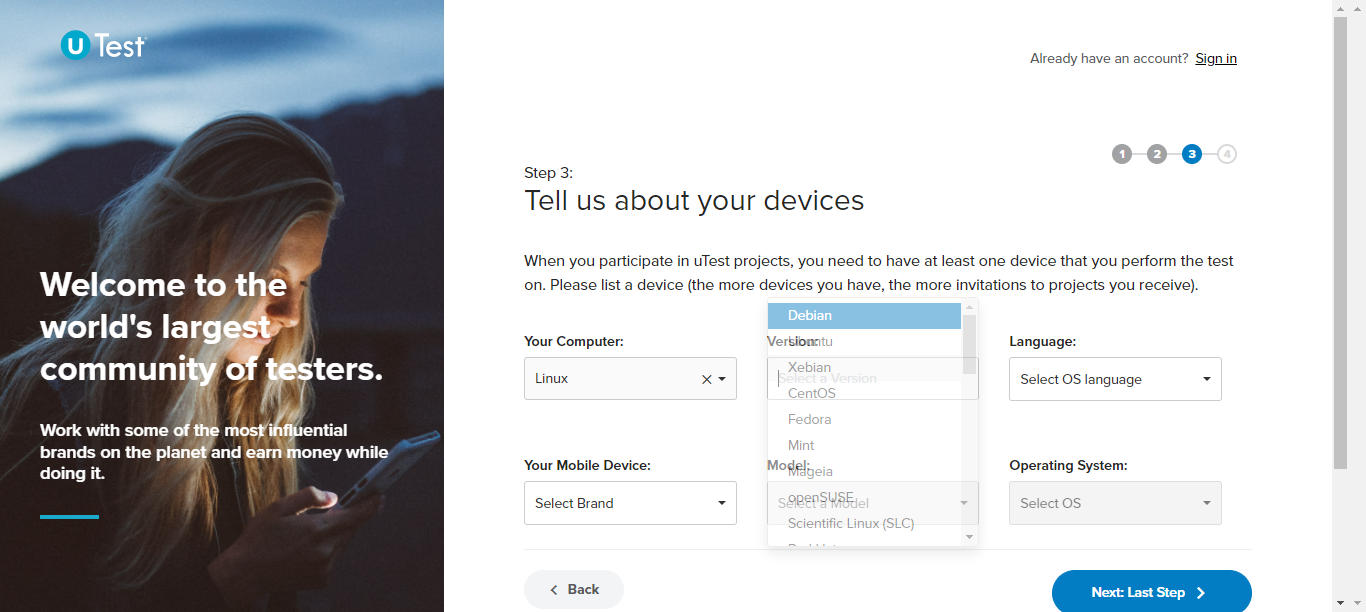 U Test
Already have an account? Sign in
1 2 3 4
Step 3:
Tell us about your devices
When you participate in uTest projects, you need to have at least one device that you perform the test
on. Please list a device (the more devices you have, the more invitations to projects you receive).
Welcome to the
world's largest
community of testers.
Work with some of the most influential
brands on the planet and earn money while
doing it.
Your Computer:
Linux
Version:
Select a Version
Debian
Ubuntu
Xebian
CentOS
Fedora
Mint
Mageia
openSUSE
Scientific Linux (SLC)
Language:
Select OS language
Your Mobile Device:
Select Brand
Model:
Select a Model
Operating System:
Select OS
Back
Next: Last Step